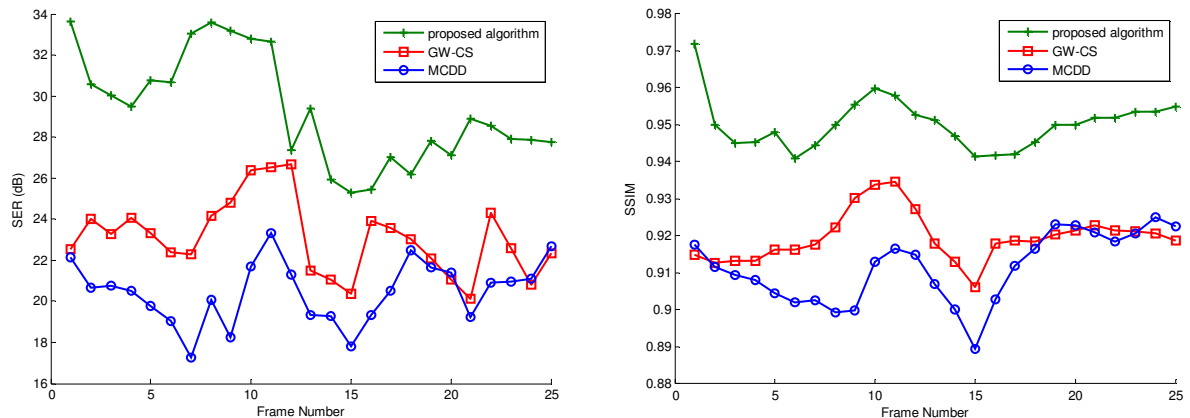 34
32
30
28
26
24
22
20
18
16
SER (dB)
0 5 10 15 20 25
Frame Number
proposed algorithm
GW-CS
MCDD
0.98
0.97
0.96
0.95
0.94
0.93
0.92
0.91
0.9
0.89
0.88
SSIM
0 5 10 15 20 25
Frame Number
proposed algorithm
GW-CS
MCDD